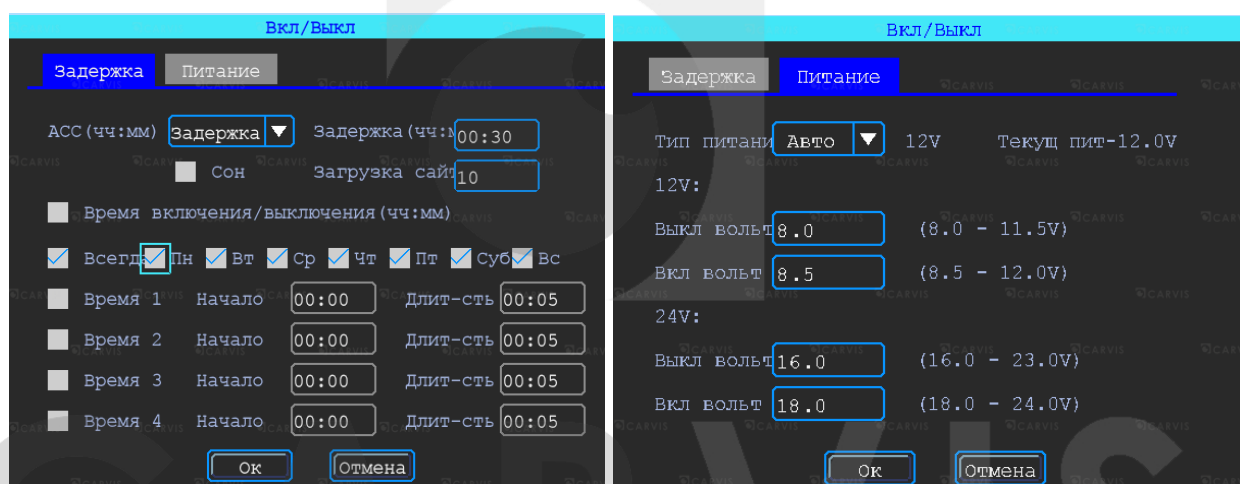 Вкл/Выкл
Задержка Питание
ACC(чч:мм) Задержка Задержка(чч:м 00:30
Сон Загрузка сайт 10
Время включения/выключения(чч:мм)
Всегда Пн Вт Ср Чт Пт Суб Вс
Время 1 Начало 00:00 Длит-сть 00:05
Время 2 Начало 00:00 Длит-сть 00:05
Время 3 Начало 00:00 Длит-сть 00:05
Время 4 Начало 00:00 Длит-сть 00:05
Ок Отмена
Вкл/Выкл
Задержка Питание
Тип питани Авто 12V Текущ пит-12.0V
12V:
Выкл вольт 8.0 (8.0 - 11.5V)
Вкл вольт 8.5 (8.5 - 12.0V)
24V:
Выкл вольт 16.0 (16.0 - 23.0V)
Вкл вольт 18.0 (18.0 - 24.0V)
Ок Отмена
CARVIS